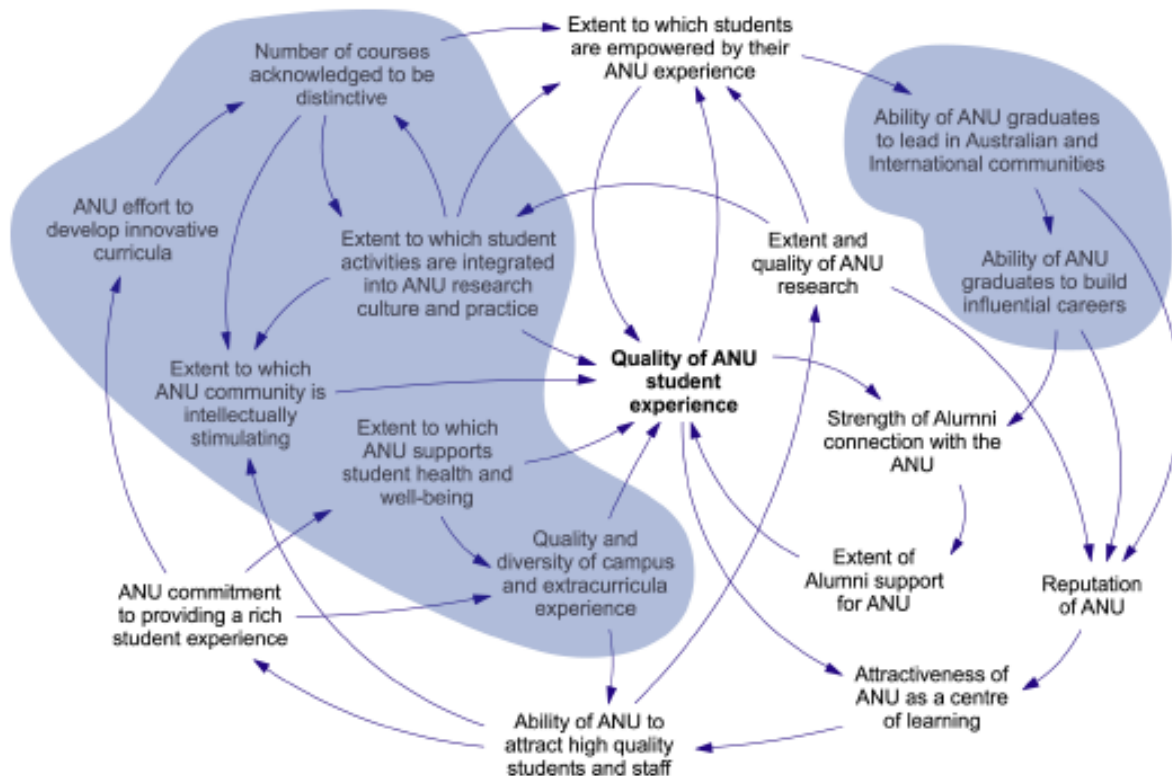 Number of courses
acknowledged to be
distinctive
Extent to which students
are empowered by their
ANU experience
Ability of ANU graduates
to lead in Australian and
International communities
ANU effort to
develop innovative
curricula
Extent to which student
activities are integrated
into ANU research
culture and practice
Extent and
quality of ANU
research
Ability of ANU
graduates to build
influential careers
Extent to which
ANU community is
intellectually
stimulating
Quality of ANU
student
experience
Strength of Alumni
connection with the
ANU
Extent to which
ANU supports
student health and
well-being
Quality and
diversity of campus
and extracurricula
experience
Extent of
Alumni support
for ANU
Reputation
of ANU
ANU commitment
to providing a rich
student experience
Attractiveness of
ANU as a centre
of learning
Ability of ANU to
attract high quality
students and staff